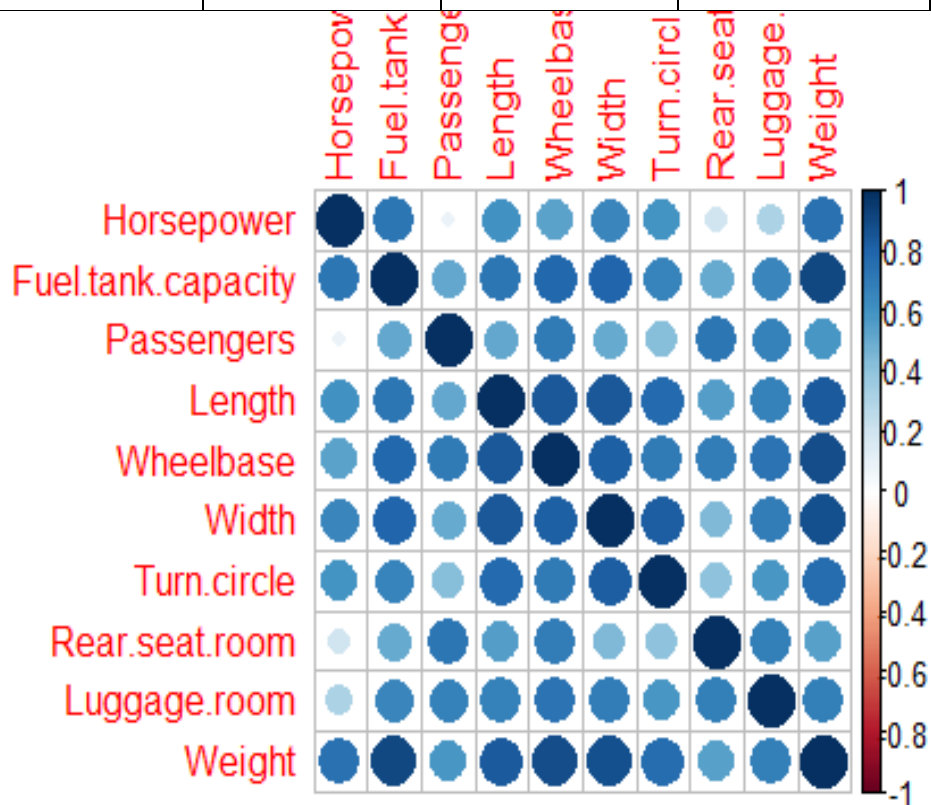 Horsepow
Fuel.tank
Passenge
Length
Wheelbas
Width
Turn.circl
Rear.seat
Luggage.
Weight
Horsepower
Fuel.tank.capacity
Passengers
Length
Wheelbase
Width
Turn.circle
Rear.seat.room
Luggage.room
Weight
1
0.8
0.6
0.4
0.2
0
-0.2
-0.4
-0.6
-0.8
-1